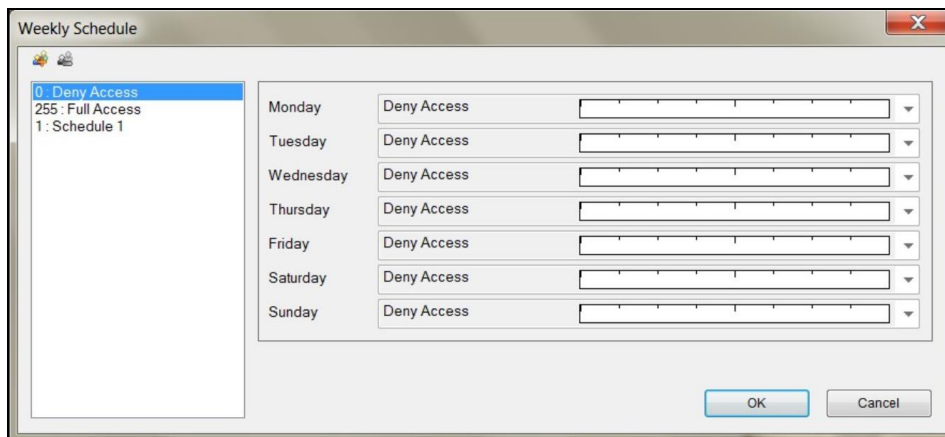 Weekly Schedule
0 : Deny Access
255 : Full Access
1 : Schedule 1
Monday Deny Access
Tuesday Deny Access
Wednesday Deny Access
Thursday Deny Access
Friday Deny Access
Saturday Deny Access
Sunday Deny Access
OK Cancel